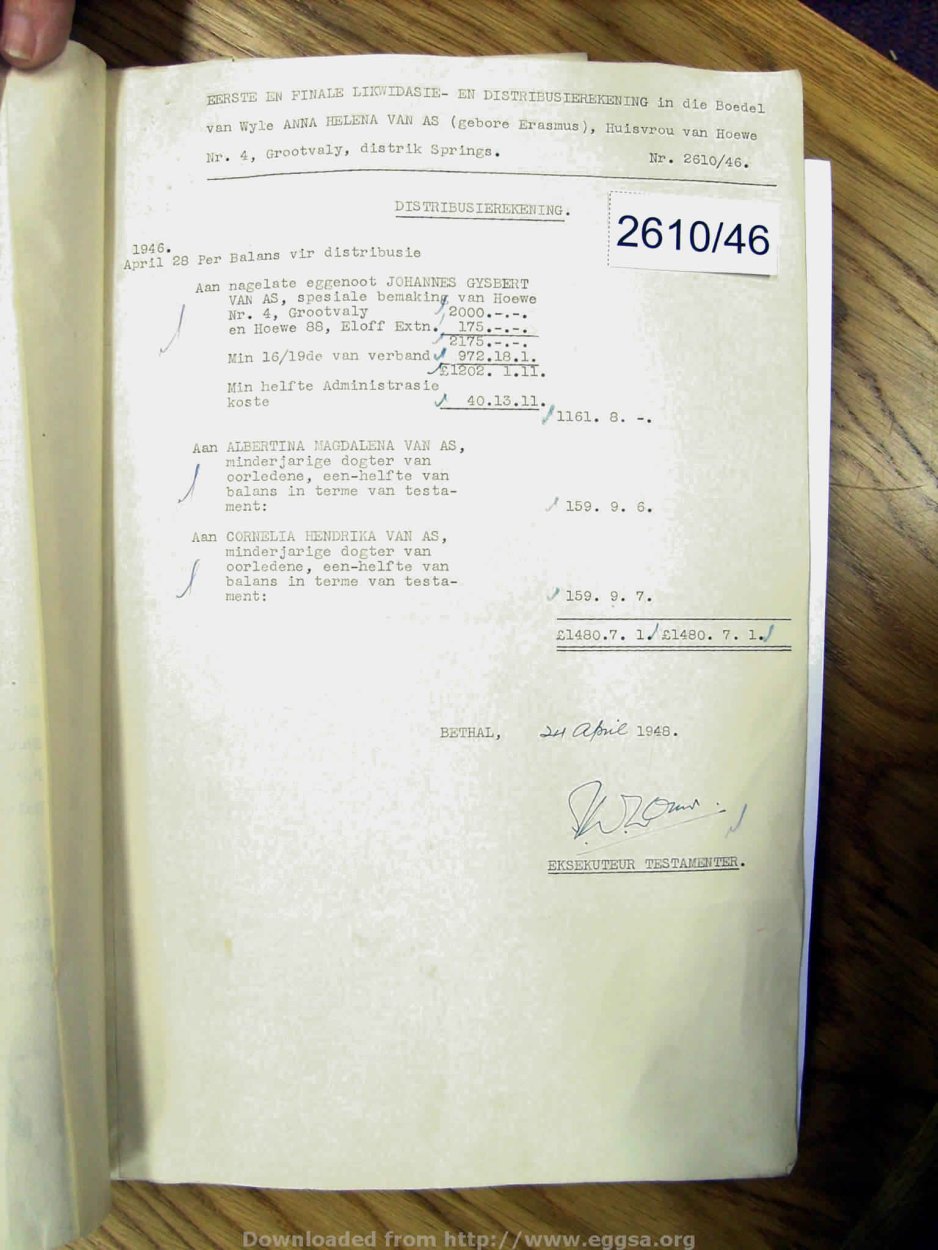 EERSTE EN FINALE LIKWIDASIE- EN DISTRIBUSIEREKENING in die Boedel
van Wyle ANNA HELENA VAN AS (gebore Erasmus), Huisvrou van Hoewe
Nr. 4, Grootvaly, distrik Springs. Nr. 2610/46.
DISTRIBUSIEREKENING.
2610/46
1946.
April 28 Per Balans vir distribusie
Aan nagelate eggenoot JOHANNES GYSBERT
VAN AS, spesiale bemaking van Hoewe
Nr. 4, Grootvaly 2000.-.-.
en Hoewe 88, Eloff Extn. 175.-.-.
2175.-.-.
Min 16/19de van verband 972.18.1.
£1202. 1.11.
Min helfte Administrasie
koste 40.13.11.
1161. 8. -.
Aan ALBERTINA MAGDALENA VAN AS,
minderjarige dogter van
oorledene, een-helfte van
balans in terme van testa-
ment: 159. 9. 6.
Aan CORNELIA HENDRIKA VAN AS,
minderjarige dogter van
oorledene, een-helfte van
balans in terme van testa-
ment: 159. 9. 7.
£1480.7. 1. £1480. 7. 1.
BETHAL, 24 April 1948.
EKSEKUTEUR TESTAMENTER.
Downloaded from http://www.eggsa.org